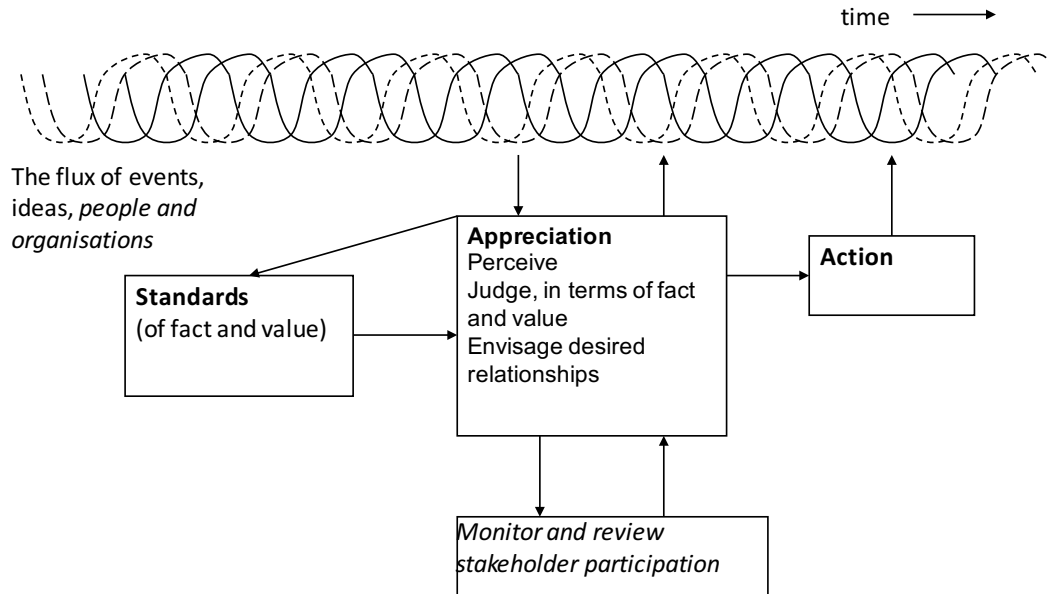 time
The flux of events,
ideas, people and
organisations
Standards
(of fact and value)
Appreciation
Perceive
Judge, in terms of fact
and value
Envisage desired
relationships
Action
Monitor and review
stakeholder participation